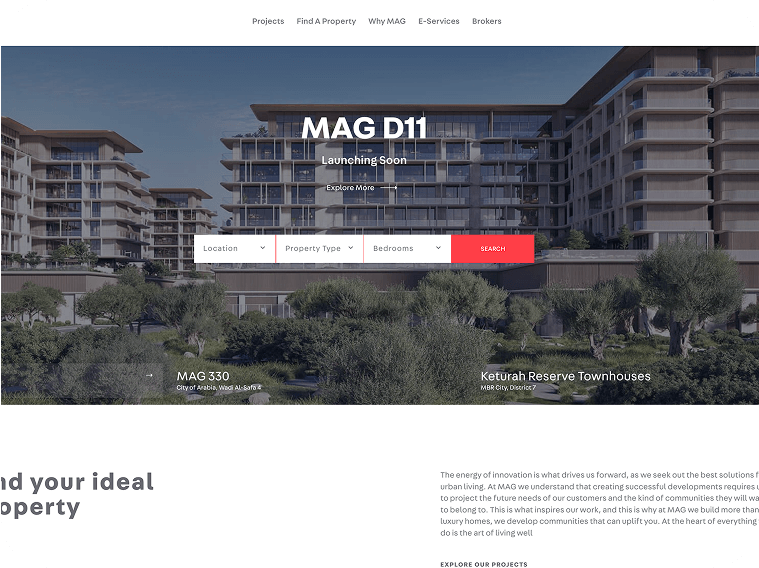 Projects Find A Property Why MAG E-Services Brokers
MAG D11
Launching Soon
Explore More
Location Property Type Bedrooms SEARCH
MAG 330
City of Arabia, Wadi Al-Safa 4
Keturah Reserve Townhouses
MBR City, District 7
nd your ideal
operty
The energy of innovation is what drives us forward, as we seek out the best solutions f
urban living. At MAG we understand that creating successful developments requires u
to project the future needs of our customers and the kind of communities they will wa
to belong to. This is what inspires our work, and this is why at MAG we build more than
luxury homes, we develop communities that can uplift you. At the heart of everything
do is the art of living well
EXPLORE OUR PROJECTS